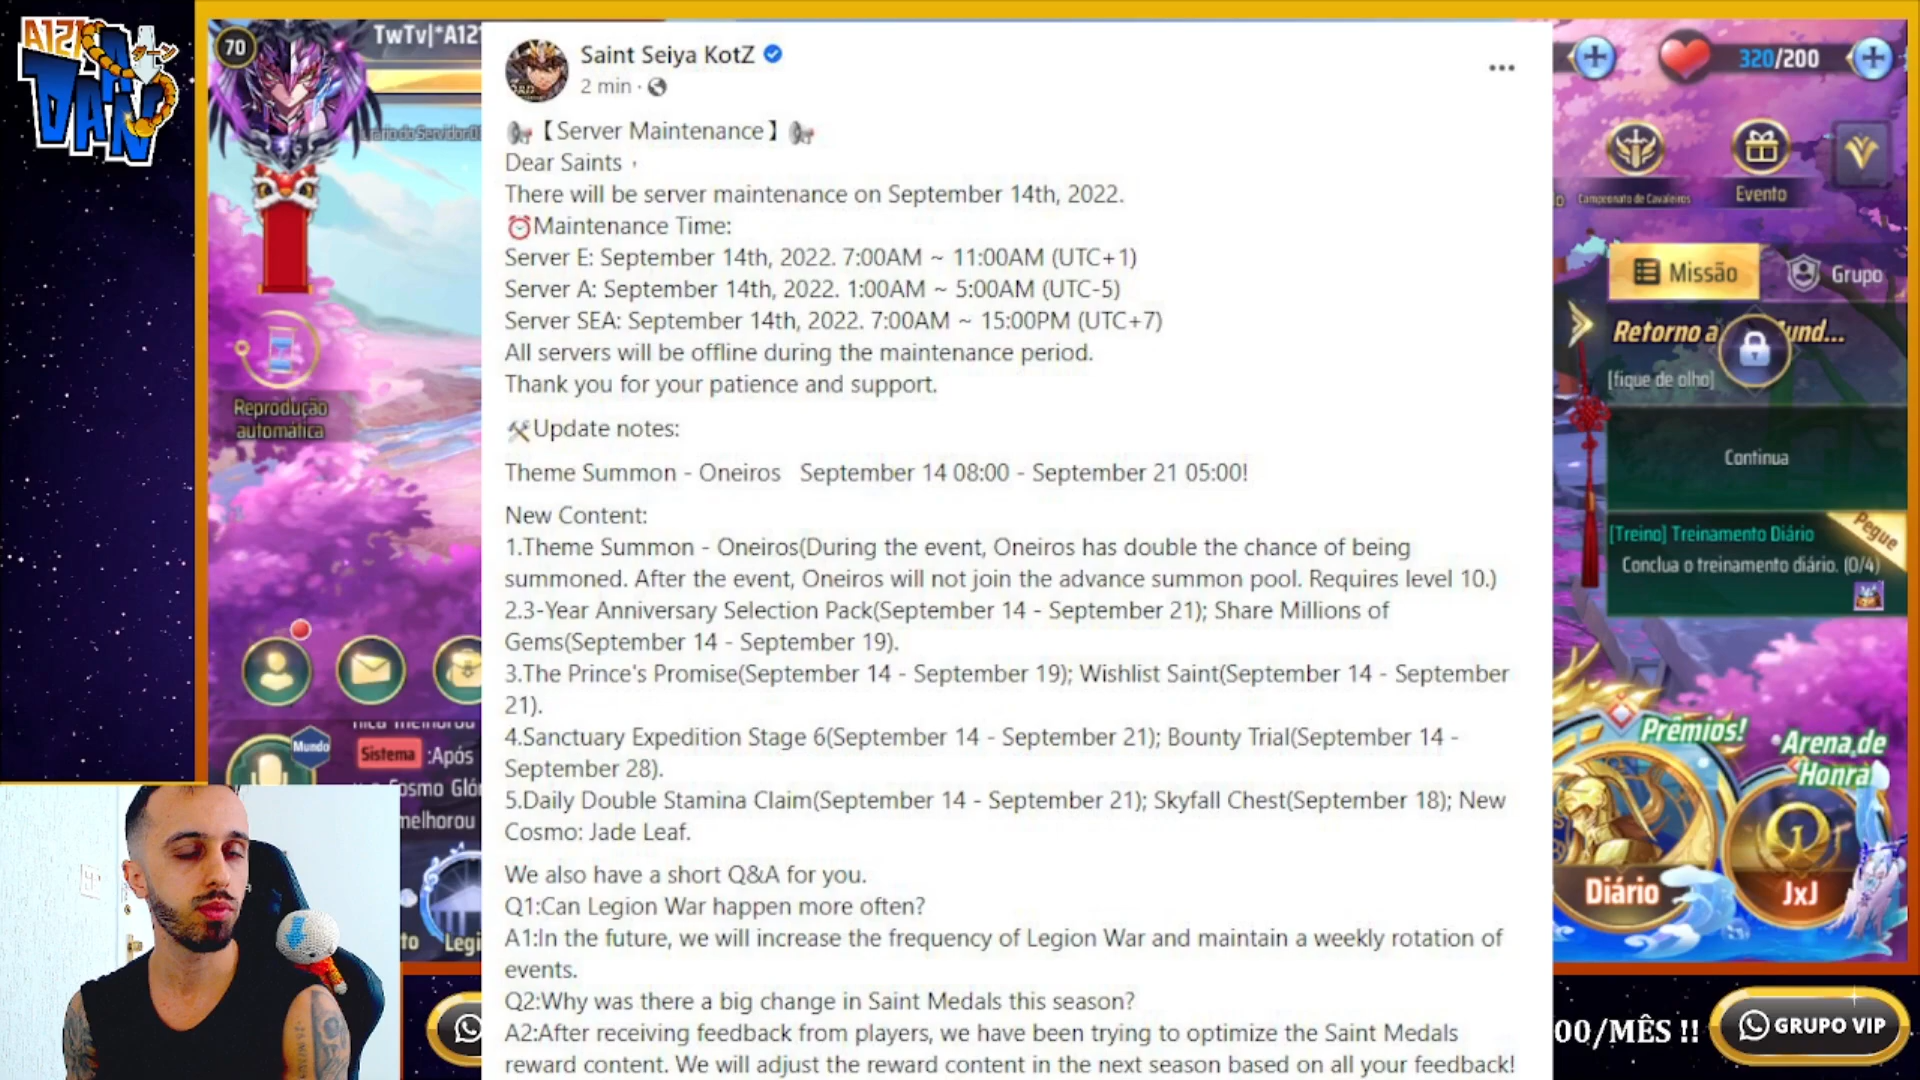 A121
DAN
70
TwTv|*A12
Saint Seiya KotZ
2 min ·
【Server Maintenance】
Dear Saints，
There will be server maintenance on September 14th, 2022.
Maintenance Time:
Server E: September 14th, 2022. 7:00AM ~ 11:00AM (UTC+1)
Server A: September 14th, 2022. 1:00AM ~ 5:00AM (UTC-5)
Server SEA: September 14th, 2022. 7:00AM ~ 15:00PM (UTC+7)
All servers will be offline during the maintenance period.
Thank you for your patience and support.
Update notes:
Theme Summon - Oneiros September 14 08:00 - September 21 05:00!
New Content:
1.Theme Summon - Oneiros(During the event, Oneiros has double the chance of being
summoned. After the event, Oneiros will not join the advance summon pool. Requires level 10.)
2.3-Year Anniversary Selection Pack(September 14 - September 21); Share Millions of
Gems(September 14 - September 19).
3.The Prince's Promise(September 14 - September 19); Wishlist Saint(September 14 - September
21).
4.Sanctuary Expedition Stage 6(September 14 - September 21); Bounty Trial(September 14 -
September 28).
5.Daily Double Stamina Claim(September 14 - September 21); Skyfall Chest(September 18); New
Cosmo: Jade Leaf.
We also have a short Q&A for you.
Q1:Can Legion War happen more often?
A1:In the future, we will increase the frequency of Legion War and maintain a weekly rotation of
events.
Q2:Why was there a big change in Saint Medals this season?
A2:After receiving feedback from players, we have been trying to optimize the Saint Medals
reward content. We will adjust the reward content in the next season based on all your feedback!
Reprodução
automática
Mundo
Sistema :Após
osmo Gló
melhorou
to Legi
320/200
Campeonato de Cavaleiros
Evento
Missão
Grupo
Retorno a und...
[fique de olho]
Continua
[Treino] Treinamento Diário
Pegue
Conclua o treinamento diário. (0/4)
Prêmios!
Arena de
Honra
Diário
JxJ
00/MÊS !!
GRUPO VIP